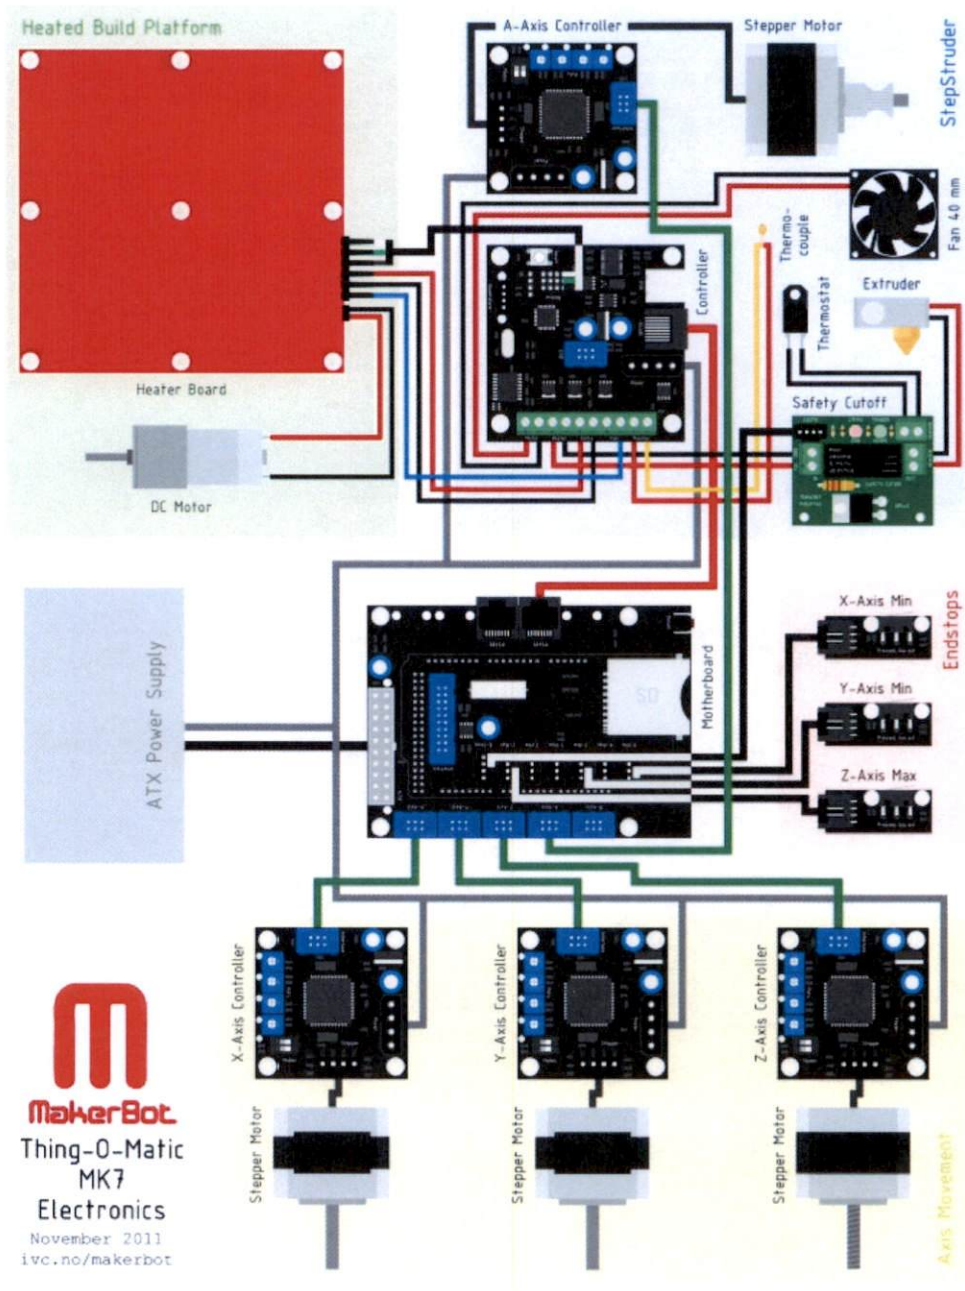 Heated Build Platform
A-Axis Controller
Stepper Motor
StepStruder
Fan 40 mm
Thermo-
couple
Controller
Thermostat
Extruder
Safety Cutoff
Heater Board
DC Motor
ATX Power Supply
SD
Motherboard
X-Axis Min
Y-Axis Min
Z-Axis Max
Endstops
X-Axis Controller
Y-Axis Controller
Z-Axis Controller
Stepper Motor
Stepper Motor
Stepper Motor
Axis Movement
MakerBot
Thing-O-Matic
MK7
Electronics
November 2011
ivc.no/makerbot